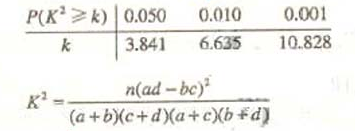 P(K² ≥ k) 0.050 0.010 0.001
k 3.841 6.635 10.828
K² = n(ad – bc)² / (a + b)(c + d)(a + c)(b + d)